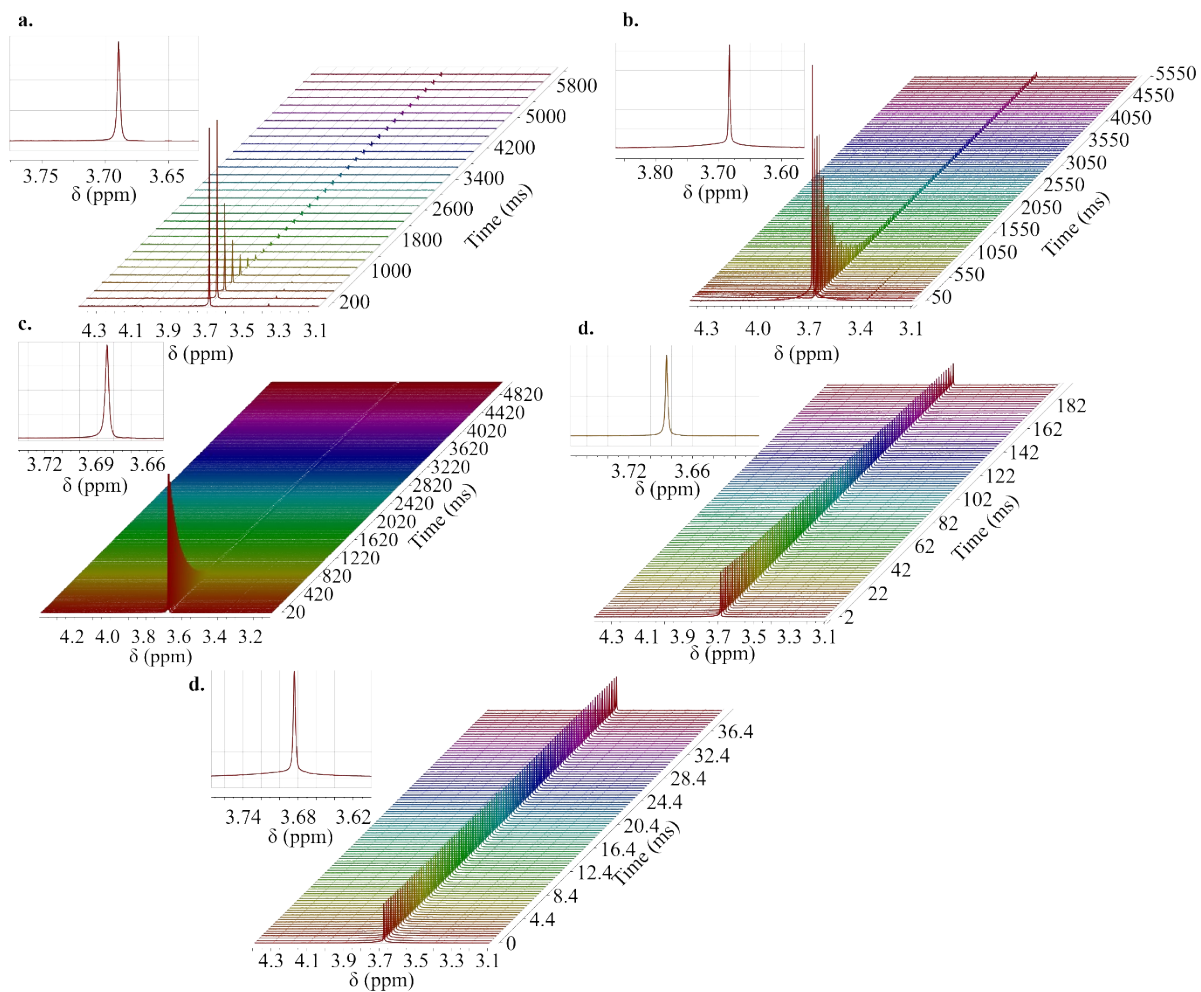 a.
3.75 3.70 3.65
δ (ppm)
5800
5000
4200
3400
2600
1800
1000
200
Time (ms)
4.3 4.1 3.9 3.7 3.5 3.3 3.1
δ (ppm)
b.
3.80 3.70 3.60
δ (ppm)
5550
4550
4050
3550
3050
2550
2050
1550
1050
550
50
Time (ms)
4.3 4.0 3.7 3.4 3.1
δ (ppm)
c.
3.72 3.69 3.66
δ (ppm)
4820
4420
4020
3620
3220
2820
2420
2020
1620
1220
820
420
20
Time (ms)
4.2 4.0 3.8 3.6 3.4 3.2
δ (ppm)
d.
3.72 3.66
δ (ppm)
182
162
142
122
102
82
62
42
22
2
Time (ms)
4.3 4.1 3.9 3.7 3.5 3.3 3.1
δ (ppm)
d.
3.74 3.68 3.62
δ (ppm)
36.4
32.4
28.4
24.4
20.4
16.4
12.4
8.4
4.4
0
Time (ms)
4.3 4.1 3.9 3.7 3.5 3.3 3.1
δ (ppm)